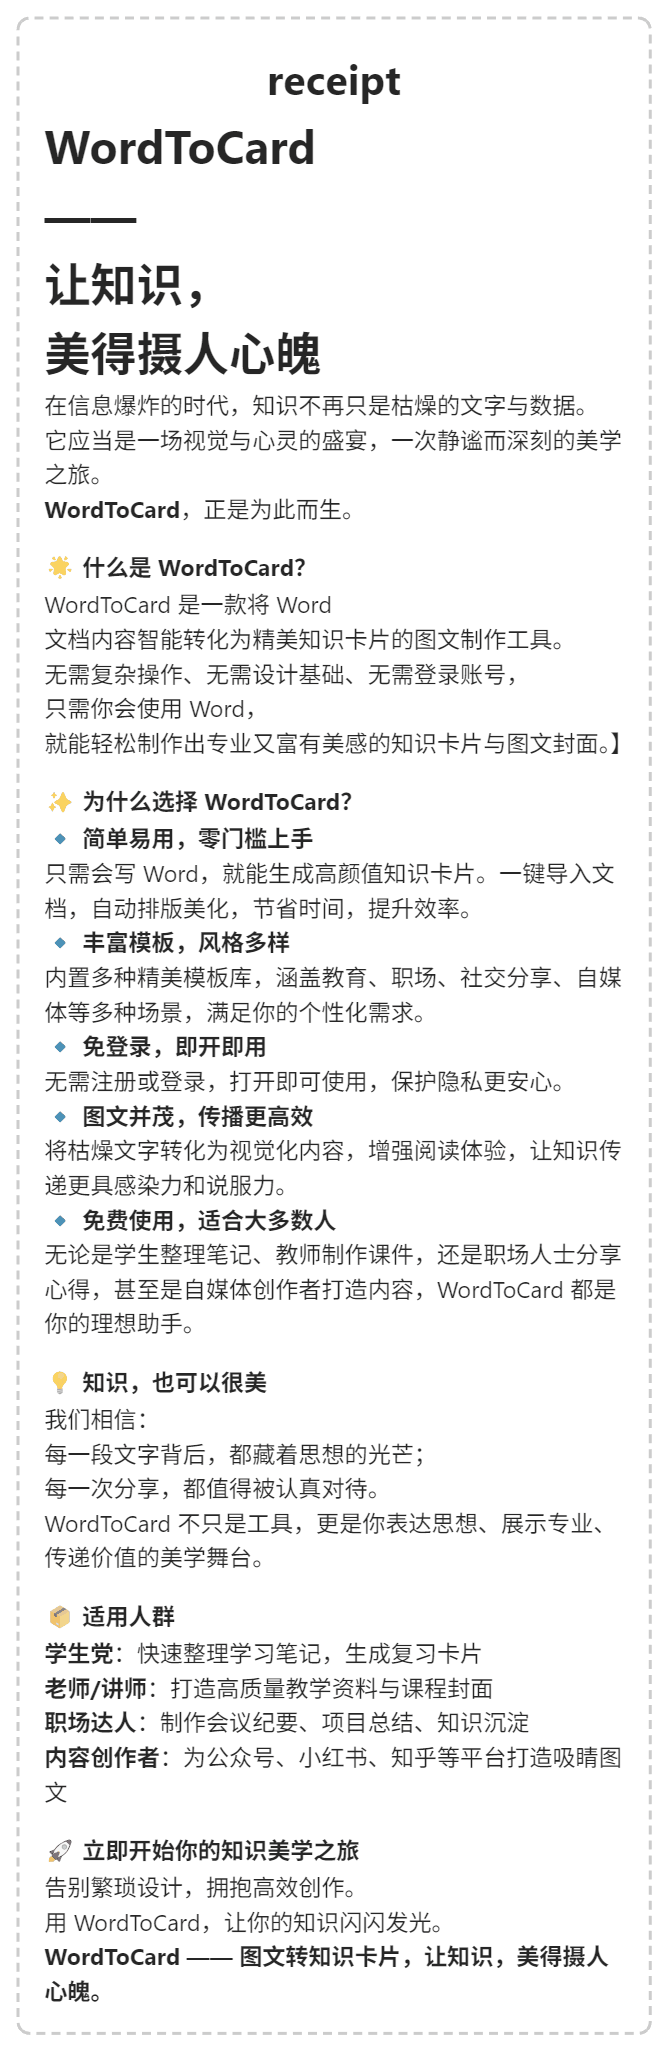 receipt
WordToCard
——
让知识，
美得摄人心魄
在信息爆炸的时代，知识不再只是枯燥的文字与数据。
它应当是一场视觉与心灵的盛宴，一次静谧而深刻的美学
之旅。
WordToCard，正是为此而生。
🌟 什么是 WordToCard？
WordToCard 是一款将 Word
文档内容智能转化为精美知识卡片的图文制作工具。
无需复杂操作、无需设计基础、无需登录账号，
只需你会使用 Word，
就能轻松制作出专业又富有美感的知识卡片与图文封面。】
✨ 为什么选择 WordToCard？
🔹 简单易用，零门槛上手
只需会写 Word，就能生成高颜值知识卡片。一键导入文
档，自动排版美化，节省时间，提升效率。
🔹 丰富模板，风格多样
内置多种精美模板库，涵盖教育、职场、社交分享、自媒
体等多种场景，满足你的个性化需求。
🔹 免登录，即开即用
无需注册或登录，打开即可使用，保护隐私更安心。
🔹 图文并茂，传播更高效
将枯燥文字转化为视觉化内容，增强阅读体验，让知识传
递更具感染力和说服力。
🔹 免费使用，适合大多数人
无论是学生整理笔记、教师制作课件，还是职场人士分享
心得，甚至是自媒体创作者打造内容，WordToCard 都是
你的理想助手。
💡 知识，也可以很美
我们相信：
每一段文字背后，都藏着思想的光芒；
每一次分享，都值得被认真对待。
WordToCard 不只是工具，更是你表达思想、展示专业、
传递价值的美学舞台。
📦 适用人群
学生党：快速整理学习笔记，生成复习卡片
老师/讲师：打造高质量教学资料与课程封面
职场达人：制作会议纪要、项目总结、知识沉淀
内容创作者：为公众号、小红书、知乎等平台打造吸睛图
文
🚀 立即开始你的知识美学之旅
告别繁琐设计，拥抱高效创作。
用 WordToCard，让你的知识闪闪发光。
WordToCard —— 图文转知识卡片，让知识，美得摄人
心魄。